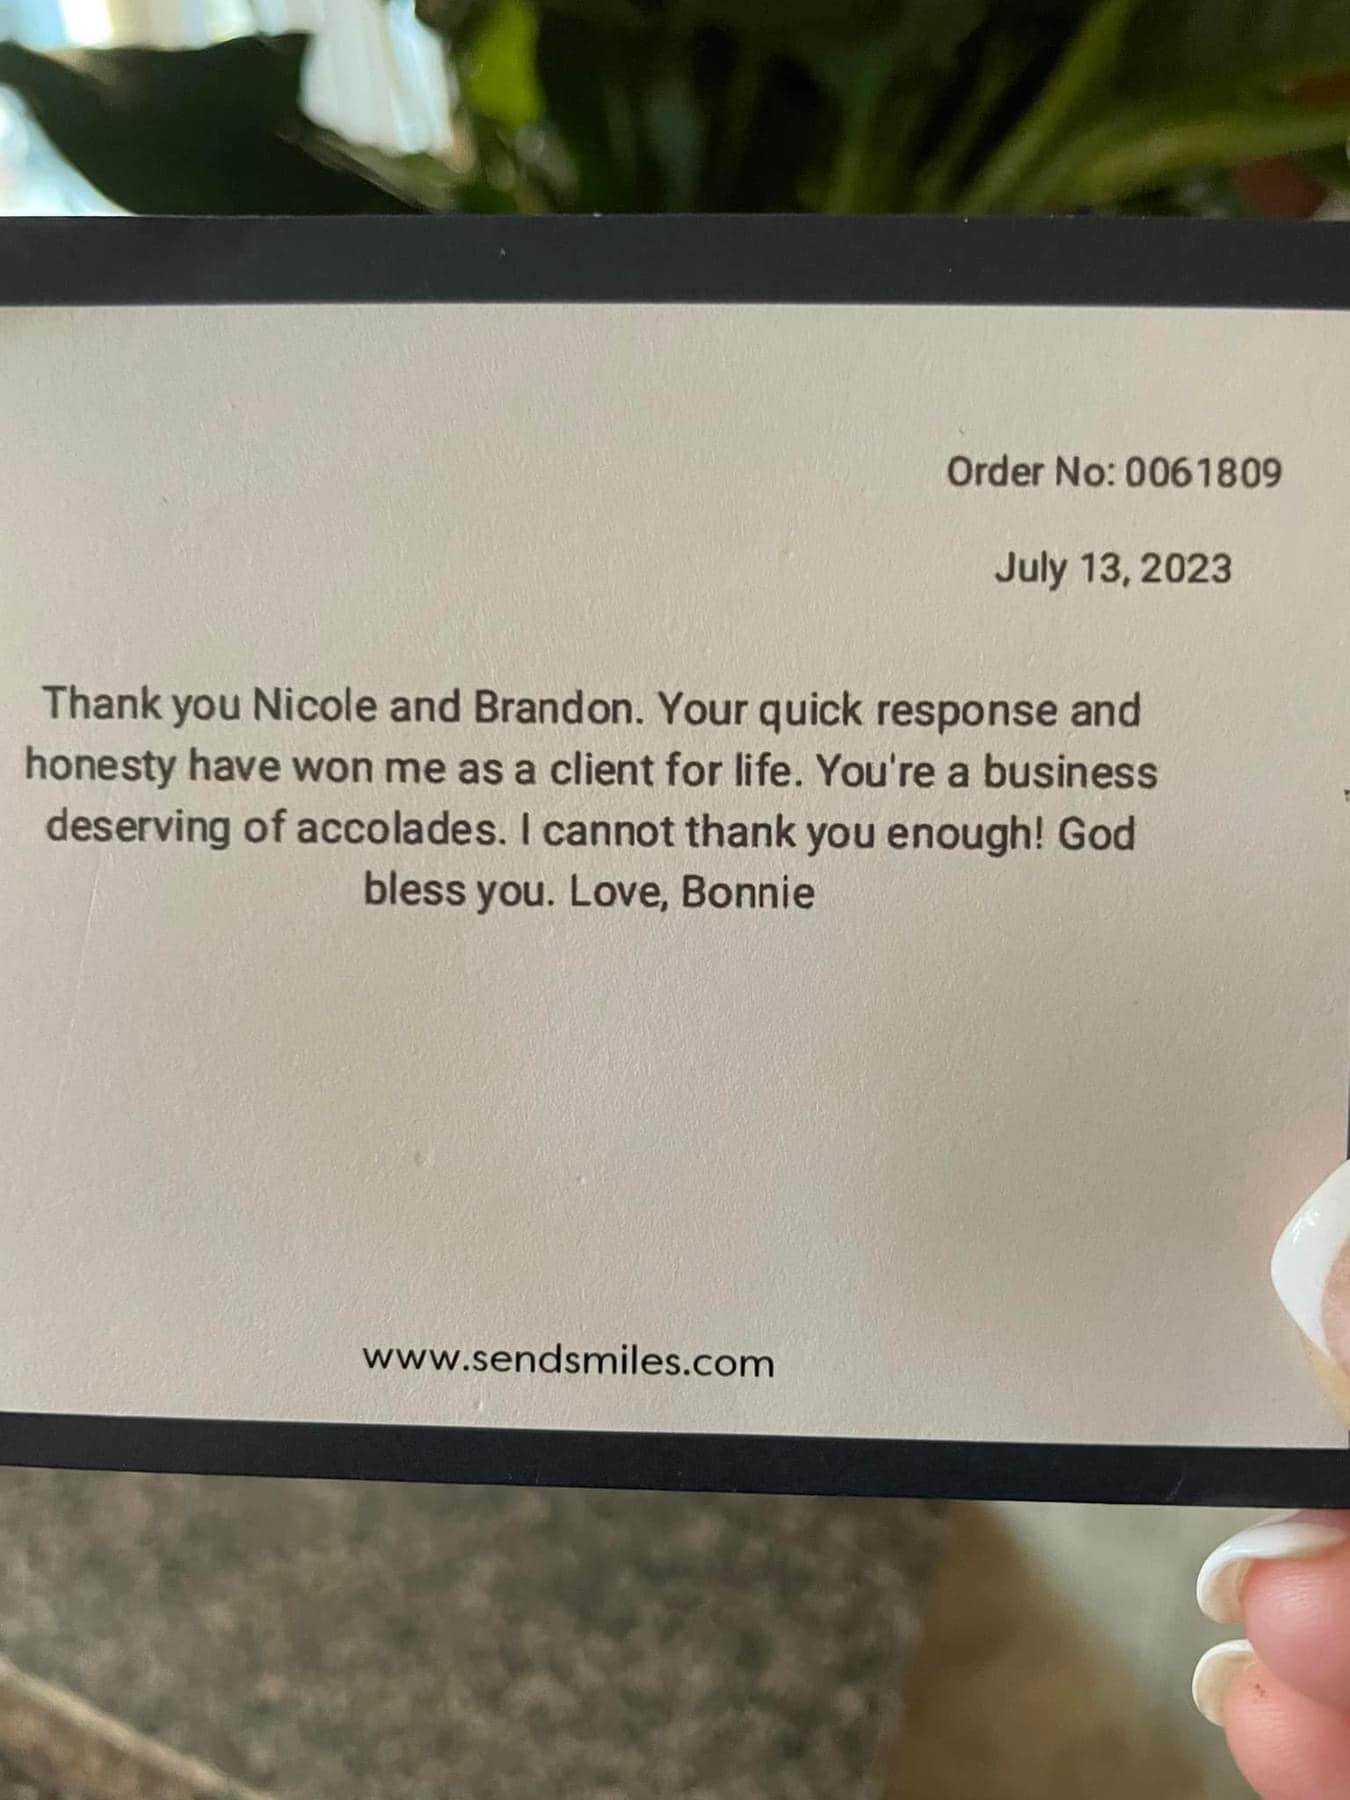 Order No: 0061809
July 13, 2023
Thank you Nicole and Brandon. Your quick response and
honesty have won me as a client for life. You're a business
deserving of accolades. I cannot thank you enough! God
bless you. Love, Bonnie
www.sendsmiles.com